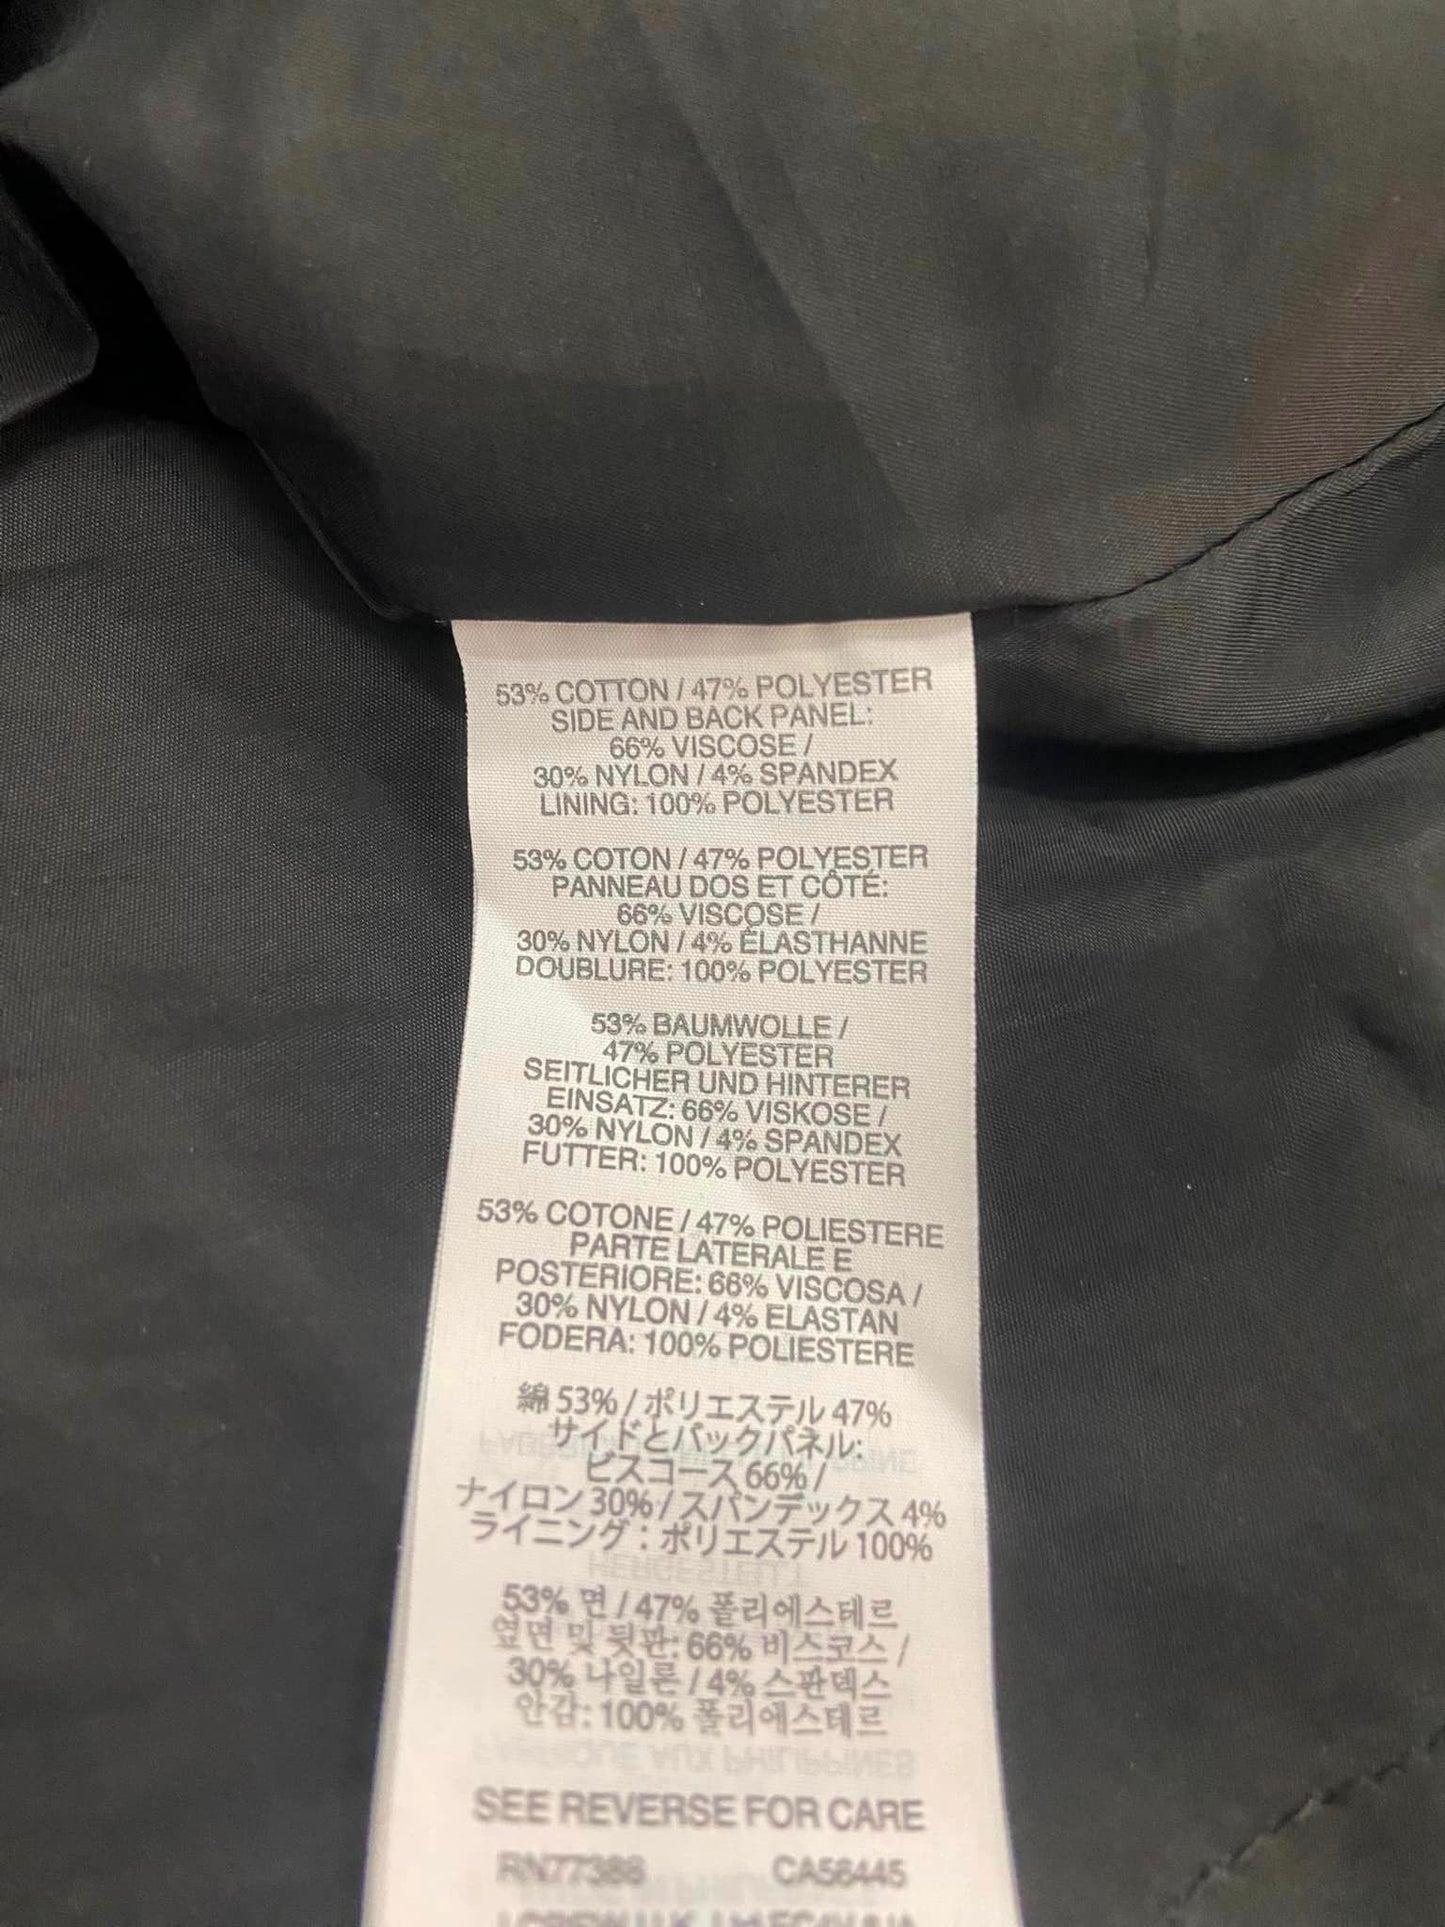 53% COTTON / 47% POLYESTER
SIDE AND BACK PANEL:
66% VISCOSE /
30% NYLON / 4% SPANDEX
LINING: 100% POLYESTER
53% COTON / 47% POLYESTER
PANNEAU DOS ET CÔTÉ:
66% VISCOSE /
30% NYLON / 4% ÉLASTHANNE
DOUBLURE: 100% POLYESTER
53% BAUMWOLLE /
47% POLYESTER
SEITLICHER UND HINTERER
EINSATZ: 66% VISKOSE /
30% NYLON / 4% SPANDEX
FUTTER: 100% POLYESTER
53% COTONE / 47% POLIESTERE
PARTE LATERALE E
POSTERIORE: 66% VISCOSA /
30% NYLON / 4% ELASTAN
FODERA: 100% POLIESTERE
綿 53% / ポリエステル 47%
サイドとバックパネル:
ビスコース 66% /
ナイロン 30% / スパンデックス 4%
ライニング : ポリエステル 100%
53% 면 / 47% 폴리에스테르
옆면 및 뒷판: 66% 비스코스 /
30% 나일론 / 4% 스판덱스
안감: 100% 폴리에스테르
SEE REVERSE FOR CARE
RN77388 CA56445